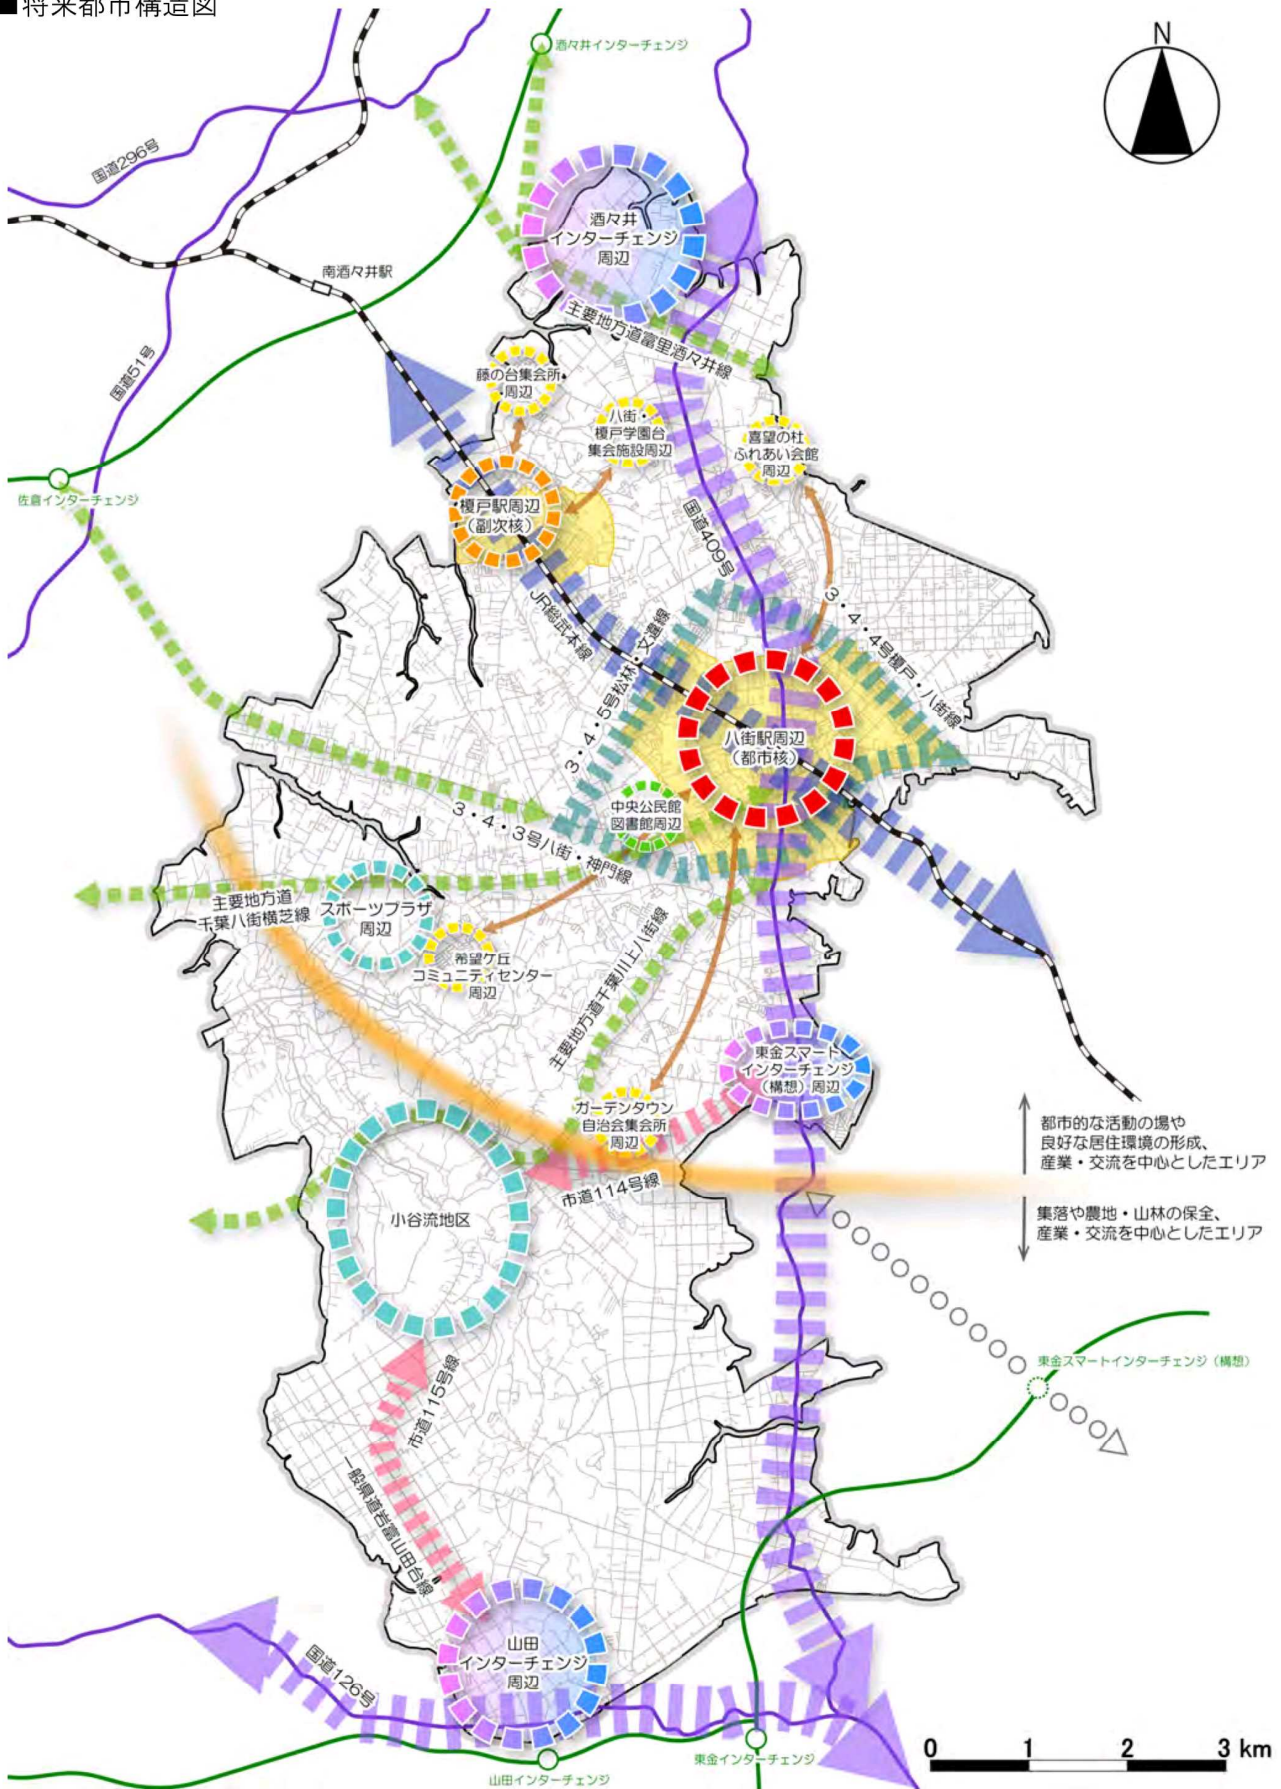 ■将来都市構造図
N
酒々井インターチェンジ
国道296号
酒々井
インターチェンジ
周辺
南酒々井駅
主要地方道富里酒々井線
国道51号
藤の台集会所
周辺
八街・
榎戸学園台
集会施設周辺
喜望の杜
ふれあい会館
周辺
佐倉インターチェンジ
榎戸駅周辺
（副次核）
国道409号
JR総武本線
3・4・5号松林・文違線
3・4・4号榎戸・八街線
八街駅周辺
（都市核）
中央公民館
図書館周辺
3・4・3号八街・神門線
主要地方道
千葉八街横芝線
スポーツプラザ
周辺
希望ケ丘
コミュニティセンター
周辺
主要地方道千葉川上八街線
東金スマート
インターチェンジ
（構想）周辺
ガーデンタウン
自治会集会所
周辺
都市的な活動の場や
良好な居住環境の形成、
産業・交流を中心としたエリア
市道114号線
小谷流地区
集落や農地・山林の保全、
産業・交流を中心としたエリア
東金スマートインターチェンジ（構想）
市道115号線
一般県道岩富山田台線
山田
インターチェンジ
周辺
国道126号
東金インターチェンジ
山田インターチェンジ
0 1 2 3 km